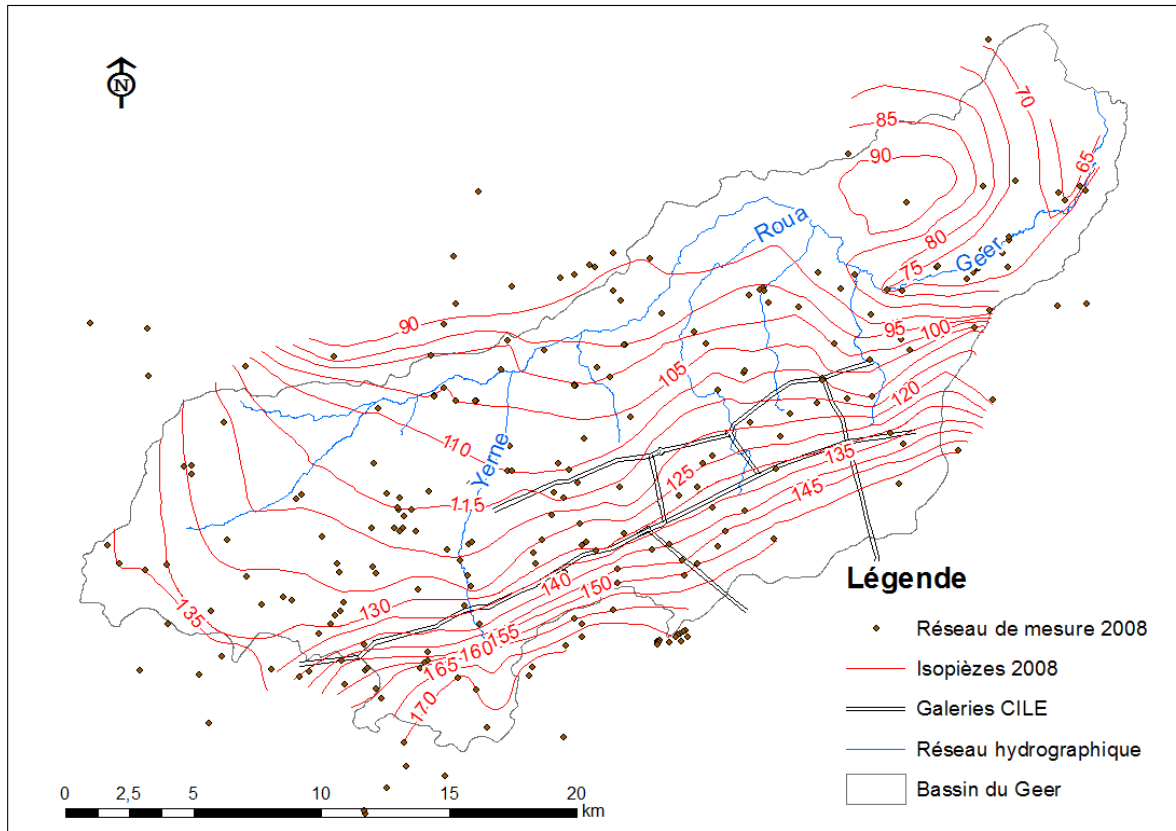 N
70
85
65
90
Roua
80
Geer
75
90
95
100
105
120
110
Yerne
125
135
115
145
140
150
130
135
155
160
165
170
Légende
Réseau de mesure 2008
Isopièzes 2008
Galeries CILE
Réseau hydrographique
Bassin du Geer
0 2,5 5 10 15 20
km